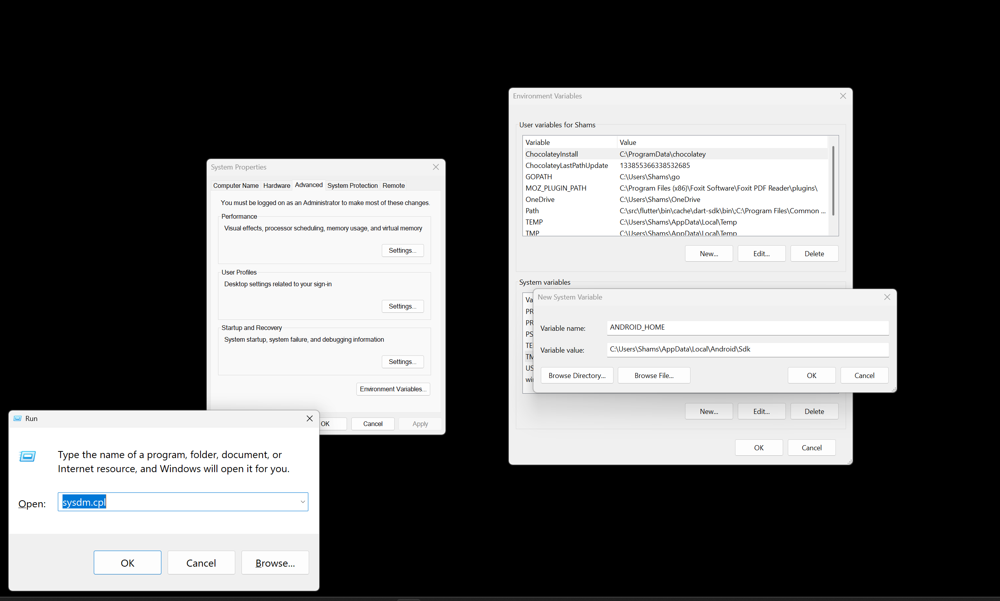 System Properties
Computer Name Hardware Advanced System Protection Remote
You must be logged on as an Administrator to make most of these changes.
Performance
Visual effects, processor scheduling, memory usage, and virtual memory
Settings...
User Profiles
Desktop settings related to your sign-in
Settings...
Startup and Recovery
System startup, system failure, and debugging information
Settings...
Environment Variables...
OK Cancel Apply
Run
Type the name of a program, folder, document, or
Internet resource, and Windows will open it for you.
Open: sysdm.cpl
OK Cancel Browse...
Environment Variables
User variables for Shams
Variable Value
ChocolateyInstall C:\ProgramData\chocolatey
ChocolateyLastPathUpdate 133855366338532685
GOPATH C:\Users\Shams\go
MOZ_PLUGIN_PATH C:\Program Files (x86)\Foxit Software\Foxit PDF Reader\plugins\
OneDrive C:\Users\Shams\OneDrive
Path C:\src\flutter\bin\cache\dart-sdk\bin\;C:\Program Files\Common ...
TEMP C:\Users\Shams\AppData\Local\Temp
TMP C:\Users\Shams\AppData\Local\Temp
New... Edit... Delete
System variables
Va
PR
PR
PS
TE
TM
US
wi
New System Variable
Variable name: ANDROID_HOME
Variable value: C:\Users\Shams\AppData\Local\Android\Sdk
Browse Directory... Browse File... OK Cancel
New... Edit... Delete
OK Cancel